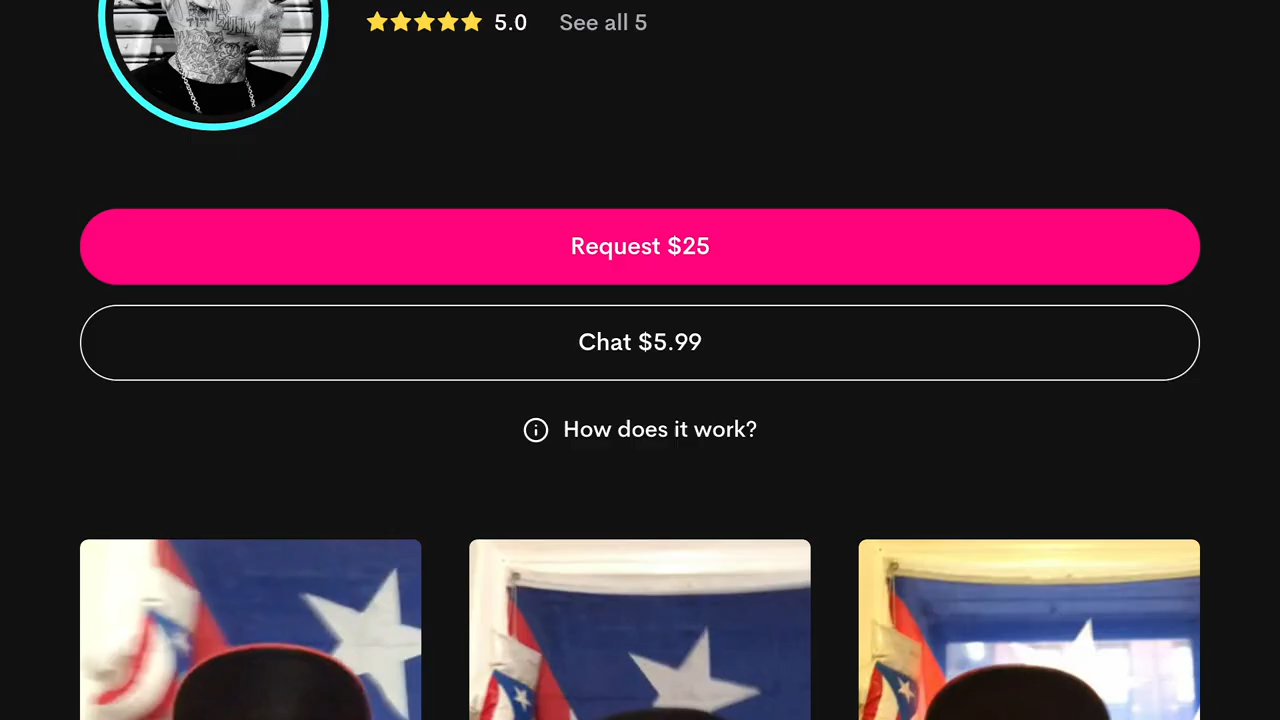 5.0 See all 5
Request $25
Chat $5.99
How does it work?